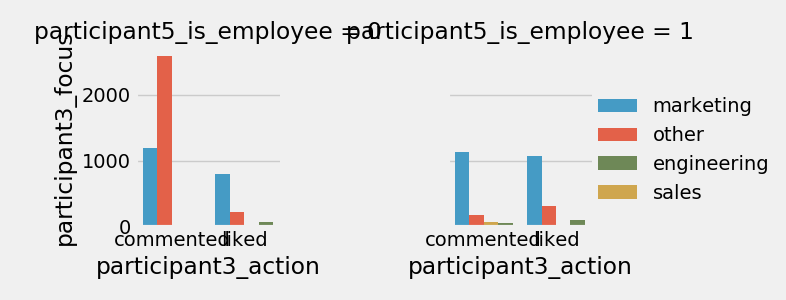 participant5_is_employee = 0
participant5_is_employee = 1
participant3_focus
2000
1000
0
commented
liked
participant3_action
commented
liked
participant3_action
marketing
other
engineering
sales